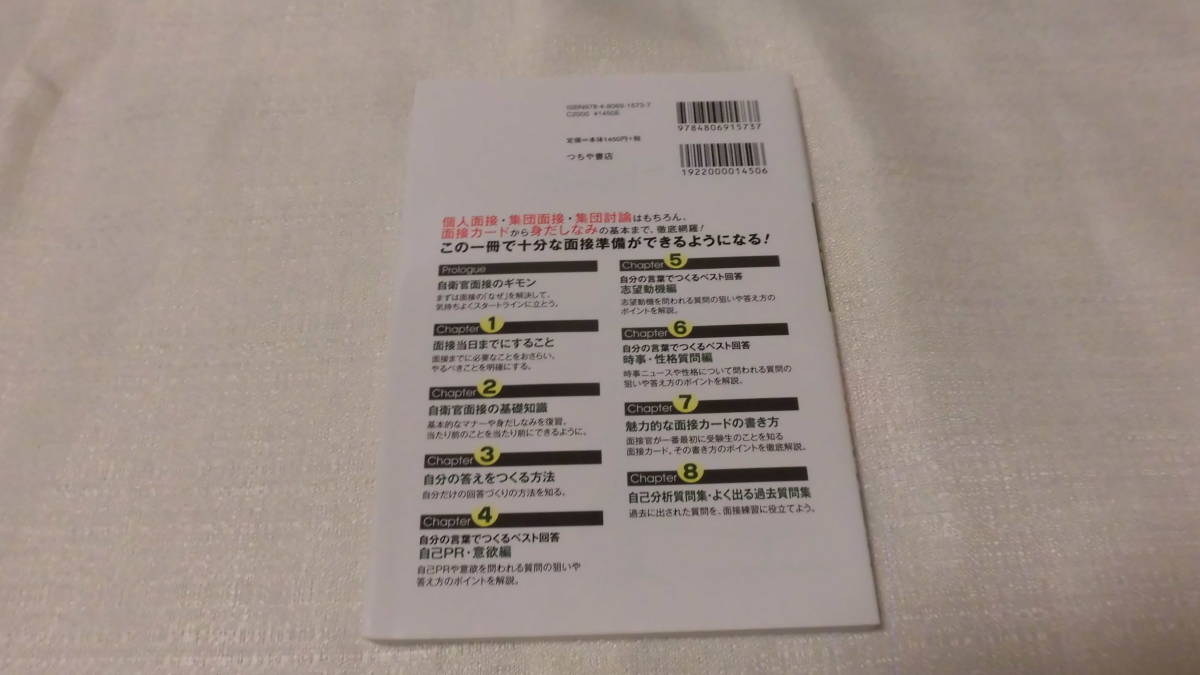 ISBN978-4-8069-1573-7
C2000 ¥1450E
9784806915737
定価=本体1450円+税
つちや書店
1922000014506
個人面接・集団面接・集団討論はもちろん、
面接カードから身だしなみの基本まで、徹底網羅!
この一冊で十分な面接準備ができるようになる!
Prologue
自衛官面接のギモン
まずは面接の「なぜ」を解決して、
気持ちよくスタートラインに立とう。
Chapter 1
面接当日までにすること
面接までに必要なことをおさらい。
やるべきことを明確にする。
Chapter 2
自衛官面接の基礎知識
基本的なマナーや身だしなみを復習。
当たり前のことを当たり前にできるように。
Chapter 3
自分の答えをつくる方法
自分だけの回答づくりの方法を知る。
Chapter 4
自分の言葉でつくるベスト回答
自己PR・意欲編
自己PRや意欲を問われる質問の狙いや
答え方のポイントを解説。
Chapter 5
自分の言葉でつくるベスト回答
志望動機編
志望動機を問われる質問の狙いや答え方の
ポイントを解説。
Chapter 6
自分の言葉でつくるベスト回答
時事・性格質問編
時事ニュースや性格について問われる質問の
狙いや答え方のポイントを解説。
Chapter 7
魅力的な面接カードの書き方
面接官が一番最初に受験生のことを知る
面接カード。その書き方のポイントを徹底解説。
Chapter 8
自己分析質問集・よく出る過去質問集
過去に出された質問を、面接練習に役立てよう。